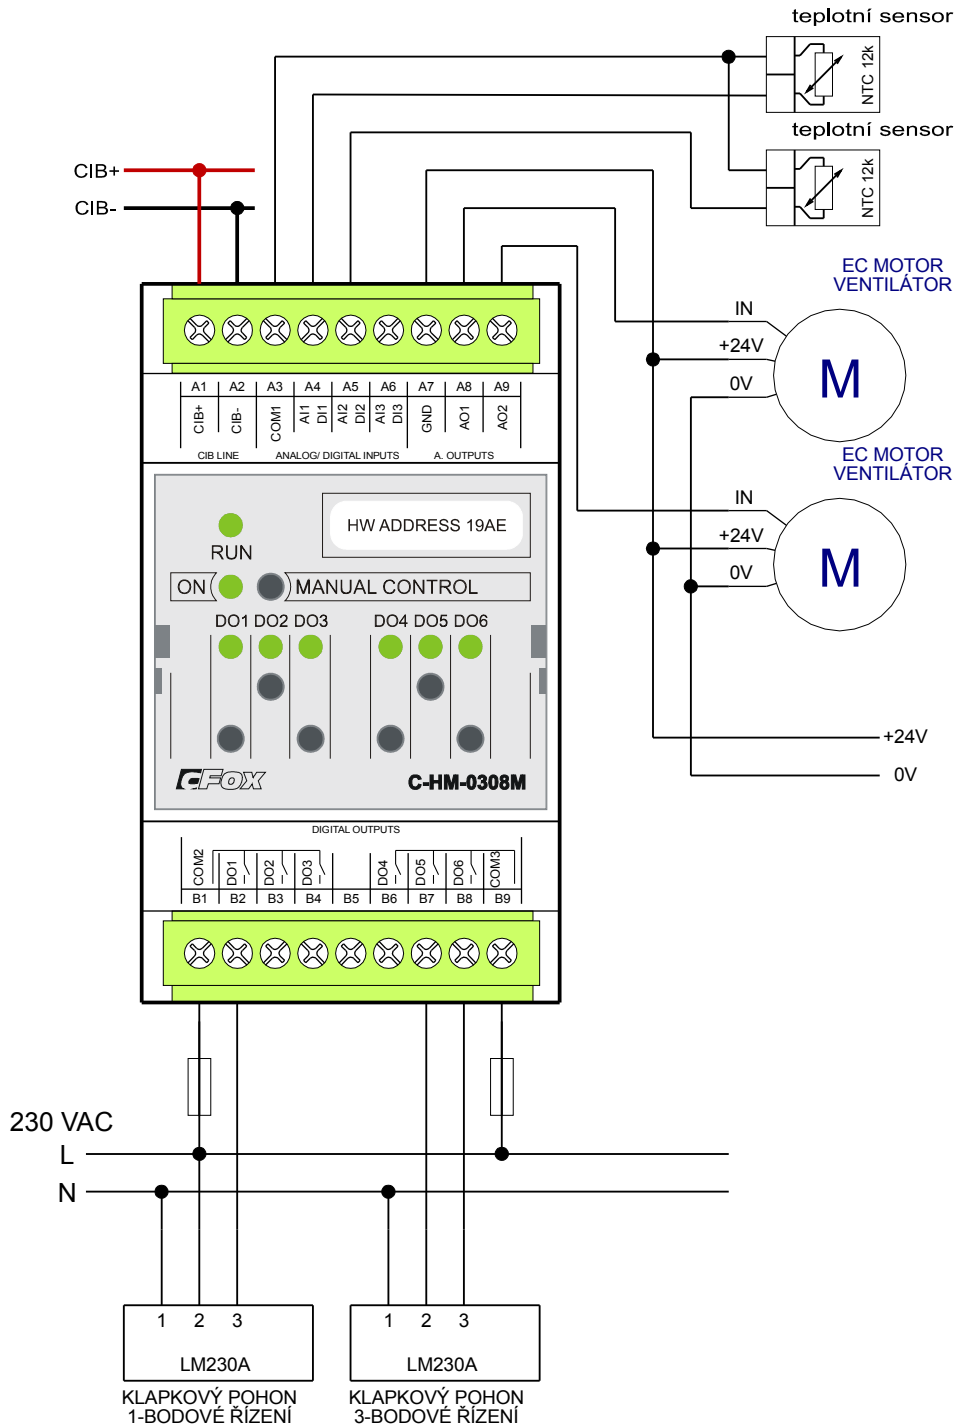 teplotní sensor
NTC 12k
teplotní sensor
NTC 12k
CIB+
CIB-
EC MOTOR
VENTILÁTOR
IN
+24V
0V
M
EC MOTOR
VENTILÁTOR
IN
+24V
0V
M
A1 A2 A3 A4 A5 A6 A7 A8 A9
CIB+
CIB-
COM1
AI1
DI1
AI2
DI2
AI3
DI3
GND
AO1
AO2
CIB LINE
ANALOG/ DIGITAL INPUTS
A. OUTPUTS
HW ADDRESS 19AE
RUN
ON
MANUAL CONTROL
DO1 DO2 DO3 DO4 DO5 DO6
+24V
0V
CFOX
C-HM-0308M
DIGITAL OUTPUTS
COM2
DO1
DO2
DO3
DO4
DO5
DO6
COM3
B1 B2 B3 B4 B5 B6 B7 B8 B9
230 VAC
L
N
1 2 3
LM230A
KLAPKOVÝ POHON
1-BODOVÉ ŘÍZENÍ
1 2 3
LM230A
KLAPKOVÝ POHON
3-BODOVÉ ŘÍZENÍ